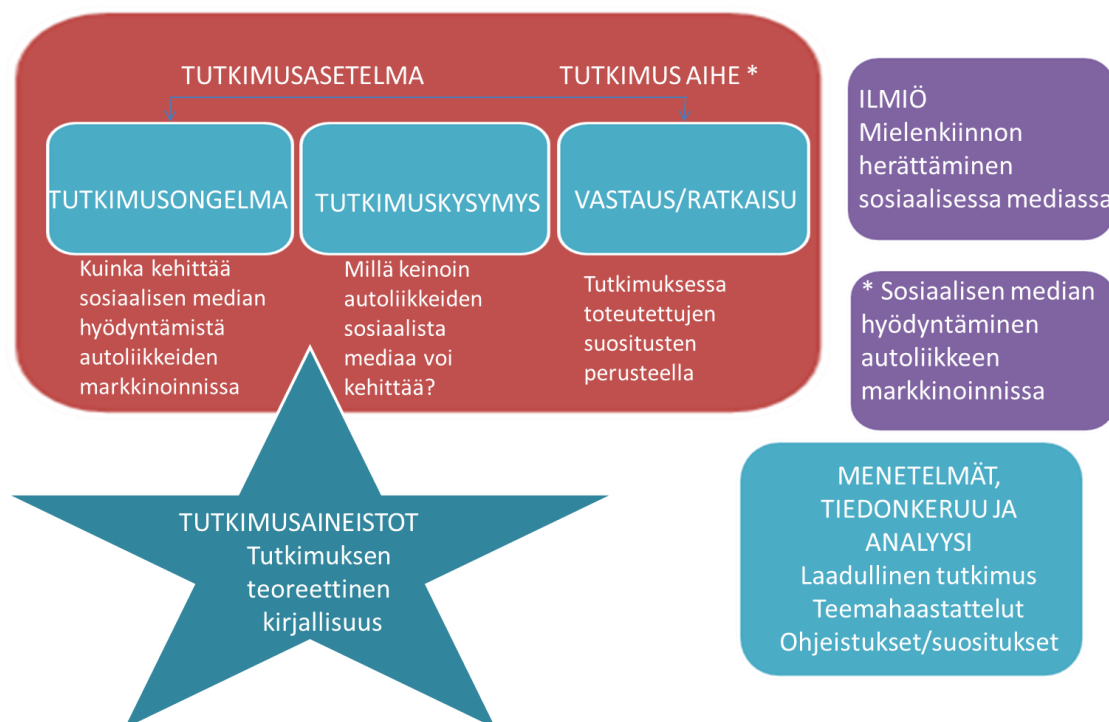 TUTKIMUSASETELMA
TUTKIMUS AIHE *
TUTKIMUSONGELMA
TUTKIMUSKYSYMYS
VASTAUS/RATKAISU
Kuinka kehittää
sosiaalisen median
hyödyntämistä
autoliikkeiden
markkinoinnissa
Millä keinoin
autoliikkeiden
sosiaalista
mediaa voi
kehittää?
Tutkimuksessa
toteutettujen
suositusten
perusteella
ILMIÖ
Mielenkiinnon
herättäminen
sosiaalisessa mediassa
* Sosiaalisen median
hyödyntäminen
autoliikkeen
markkinoinnissa
TUTKIMUSAINEISTOT
Tutkimuksen
teoreettinen
kirjallisuus
MENETELMÄT,
TIEDONKERUU JA
ANALYYSI
Laadullinen tutkimus
Teemahaastattelut
Ohjeistukset/suositukset